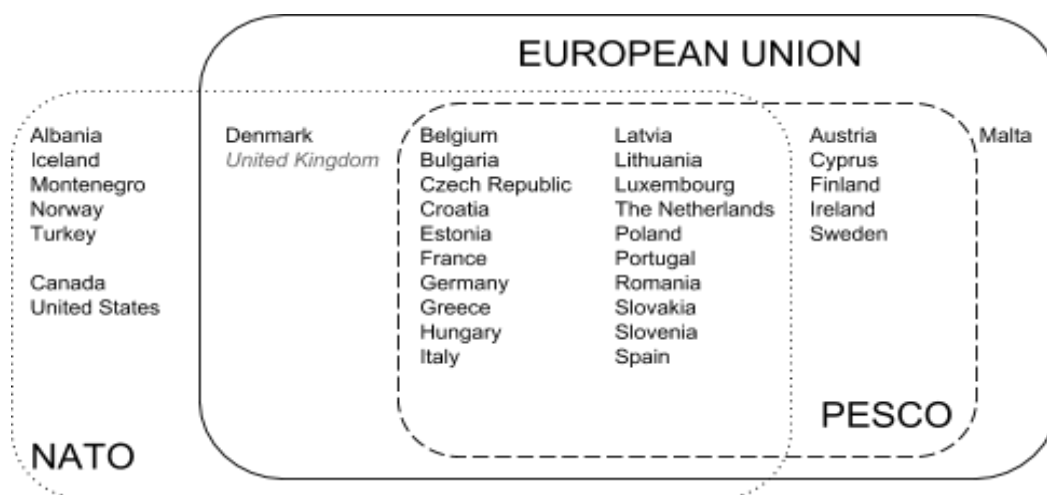 EUROPEAN UNION
Albania
Iceland
Montenegro
Norway
Turkey
Canada
United States
Denmark
United Kingdom
Belgium
Bulgaria
Czech Republic
Croatia
Estonia
France
Germany
Greece
Hungary
Italy
Latvia
Lithuania
Luxembourg
The Netherlands
Poland
Portugal
Romania
Slovakia
Slovenia
Spain
Austria
Cyprus
Finland
Ireland
Sweden
Malta
PESCO
NATO